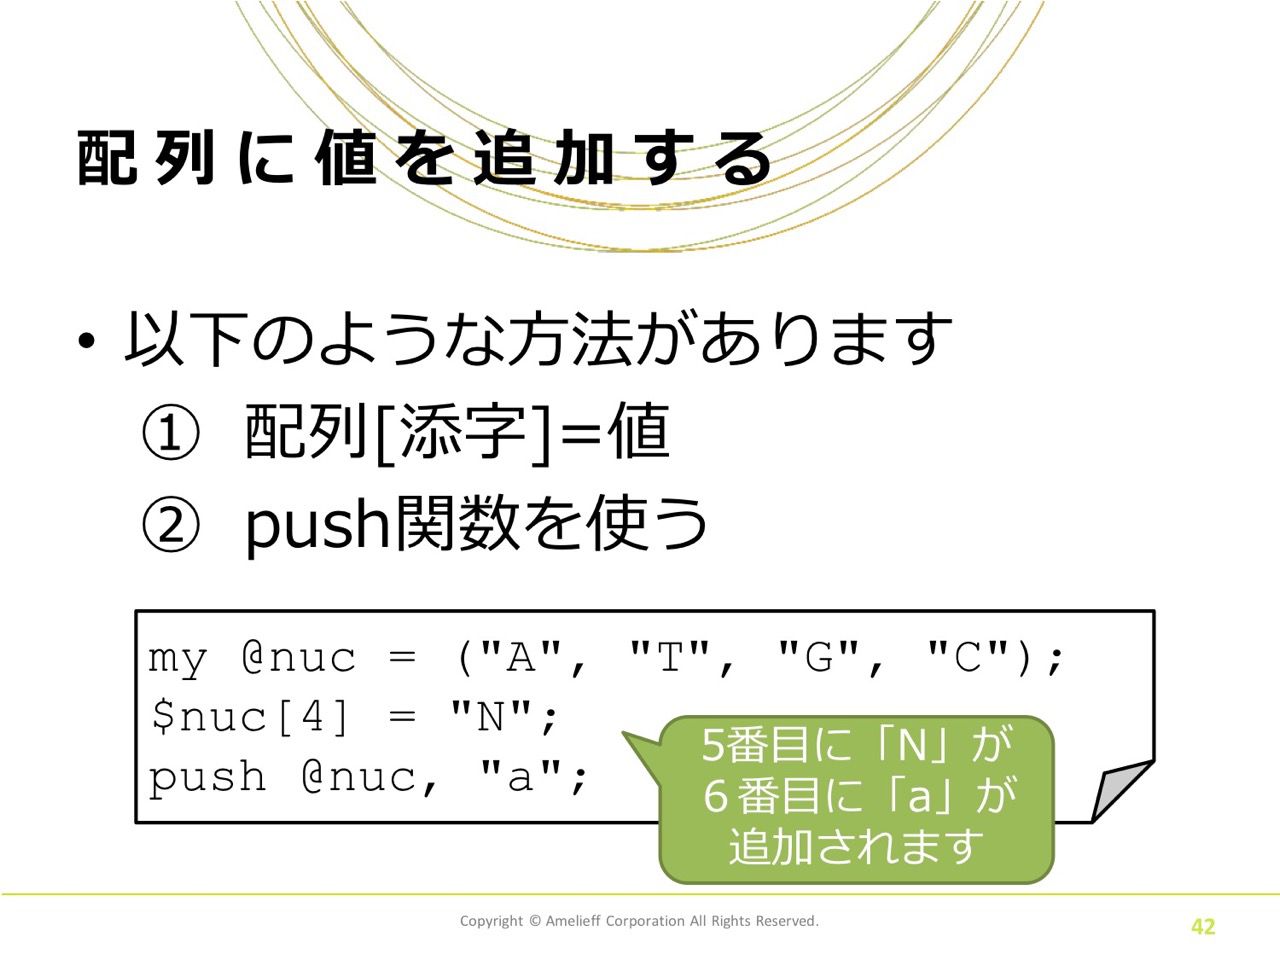 配列に値を追加する
• 以下のような方法があります
① 配列[添字]=値
② push関数を使う
my @nuc = ("A", "T", "G", "C");
$nuc[4] = "N";
push @nuc, "a";
5番目に「N」が
６番目に「a」が
追加されます
Copyright © Amelieff Corporation All Rights Reserved.
42